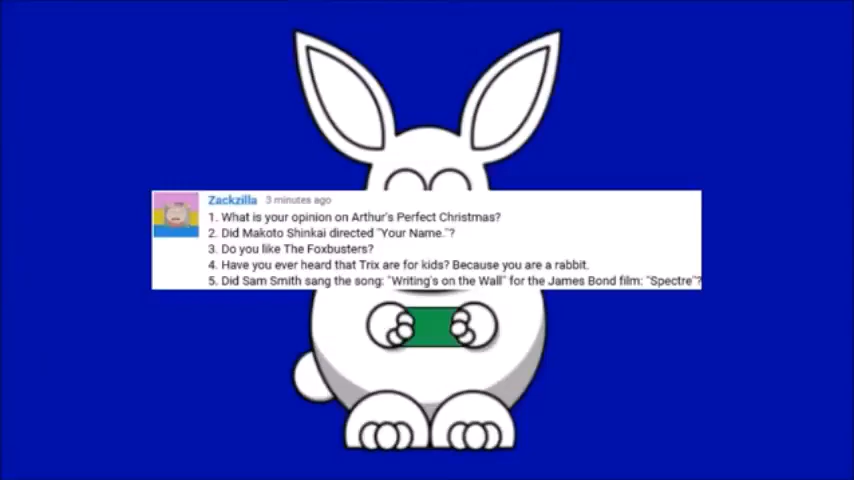 Zackzilla 3 minutes ago
1. What is your opinion on Arthur's Perfect Christmas?
2. Did Makoto Shinkai directed "Your Name."?
3. Do you like The Foxbusters?
4. Have you ever heard that Trix are for kids? Because you are a rabbit.
5. Did Sam Smith sang the song: "Writing's on the Wall" for the James Bond film: "Spectre"?